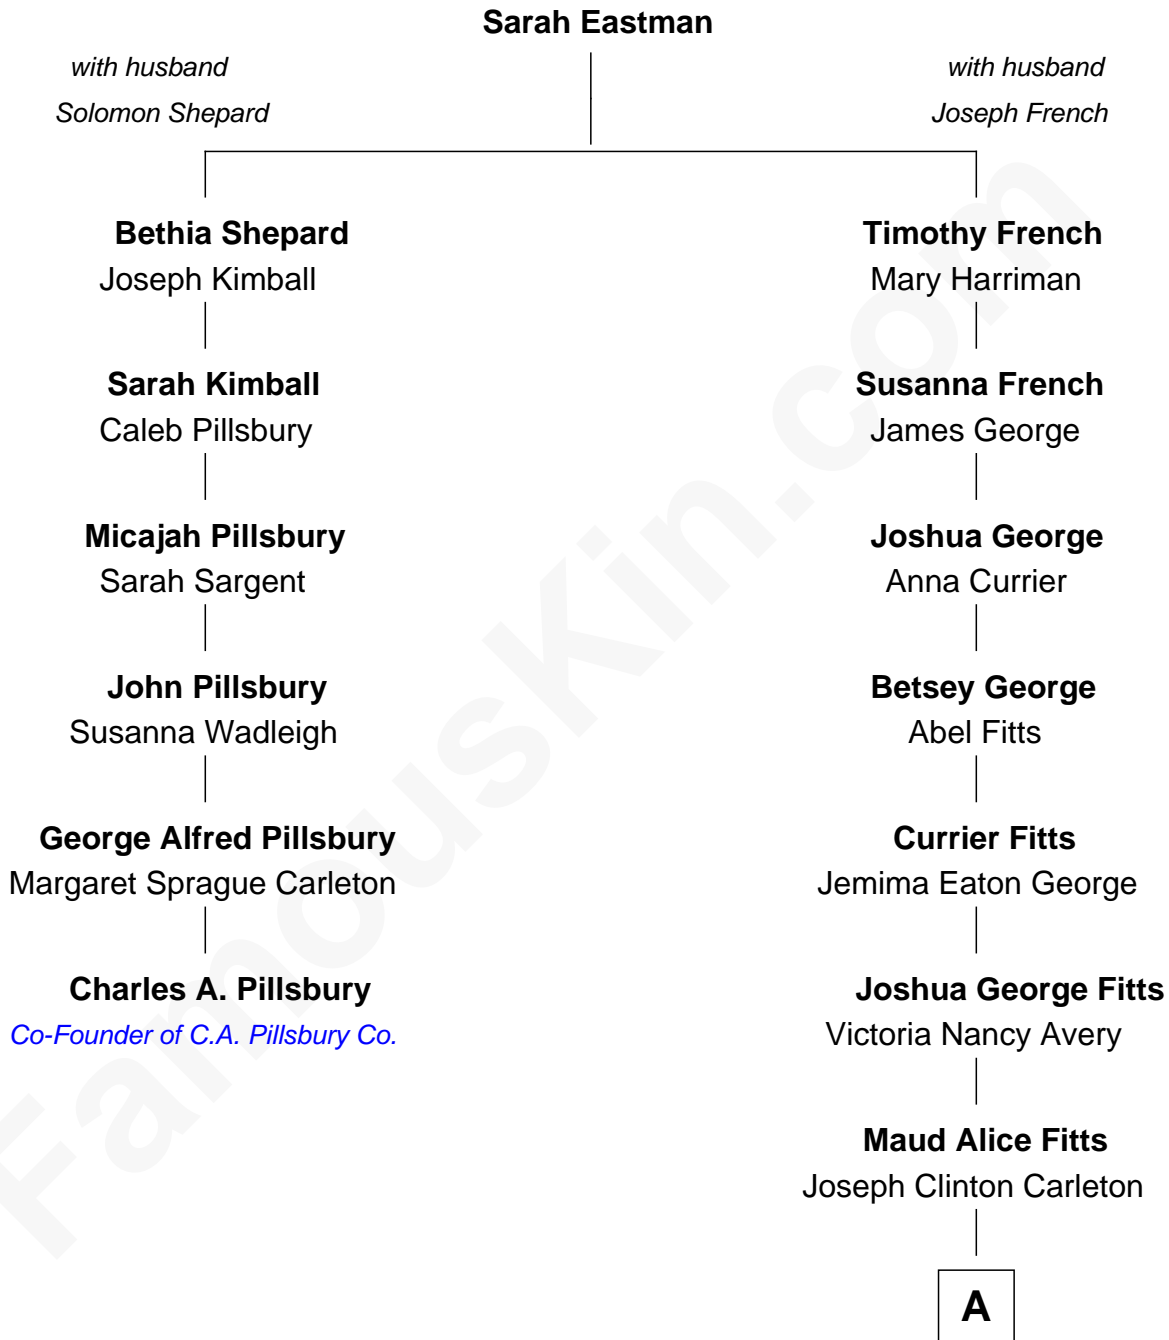 Sarah Eastman
with husband
Solomon Shepard
with husband
Joseph French
Bethia Shepard
Joseph Kimball
Timothy French
Mary Harriman
Sarah Kimball
Caleb Pillsbury
Susanna French
James George
Micajah Pillsbury
Sarah Sargent
Joshua George
Anna Currier
John Pillsbury
Susanna Wadleigh
Betsey George
Abel Fitts
George Alfred Pillsbury
Margaret Sprague Carleton
Currier Fitts
Jemima Eaton George
Charles A. Pillsbury
Co-Founder of C.A. Pillsbury Co.
Joshua George Fitts
Victoria Nancy Avery
Maud Alice Fitts
Joseph Clinton Carleton
A
FamousKin.com